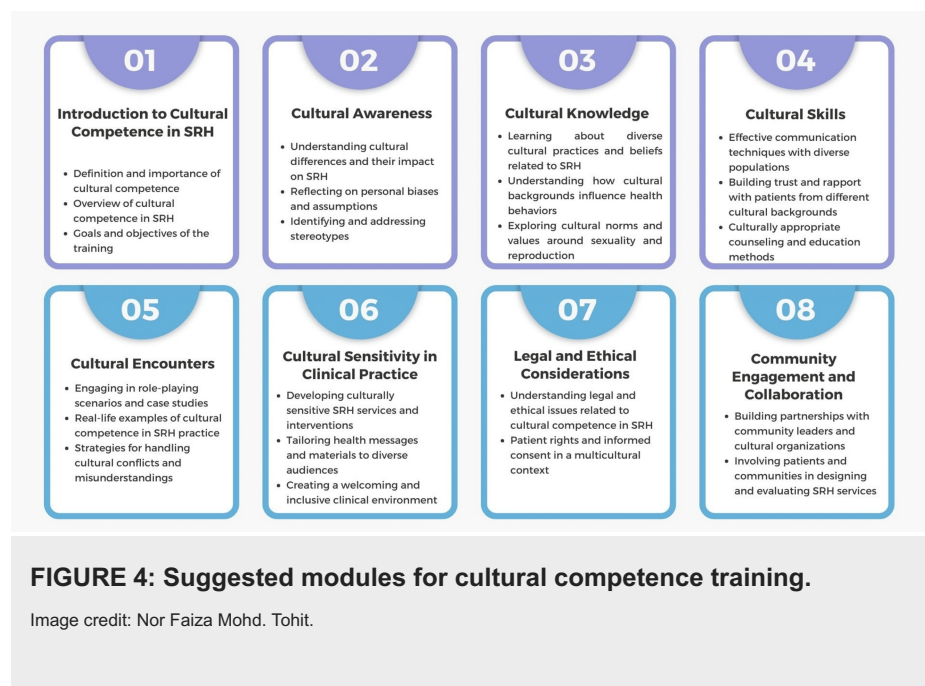 01
Introduction to Cultural
Competence in SRH
• Definition and importance of
cultural competence
• Overview of cultural
competence in SRH
• Goals and objectives of the
training
02
Cultural Awareness
• Understanding cultural
differences and their impact
on SRH
• Reflecting on personal biases
and assumptions
• Identifying and addressing
stereotypes
03
Cultural Knowledge
• Learning about diverse
cultural practices and beliefs
related to SRH
• Understanding how cultural
backgrounds influence health
behaviors
• Exploring cultural norms and
values around sexuality and
reproduction
04
Cultural Skills
• Effective communication
techniques with diverse
populations
• Building trust and rapport
with patients from different
cultural backgrounds
• Culturally appropriate
counseling and education
methods
05
Cultural Encounters
• Engaging in role-playing
scenarios and case studies
• Real-life examples of cultural
competence in SRH practice
• Strategies for handling
cultural conflicts and
misunderstandings
06
Cultural Sensitivity in
Clinical Practice
• Developing culturally
sensitive SRH services and
interventions
• Tailoring health messages
and materials to diverse
audiences
• Creating a welcoming and
inclusive clinical environment
07
Legal and Ethical
Considerations
• Understanding legal and
ethical issues related to
cultural competence in SRH
• Patient rights and informed
consent in a multicultural
context
08
Community
Engagement and
Collaboration
• Building partnerships with
community leaders and
cultural organizations
• Involving patients and
communities in designing
and evaluating SRH services
FIGURE 4: Suggested modules for cultural competence training.
Image credit: Nor Faiza Mohd. Tohit.